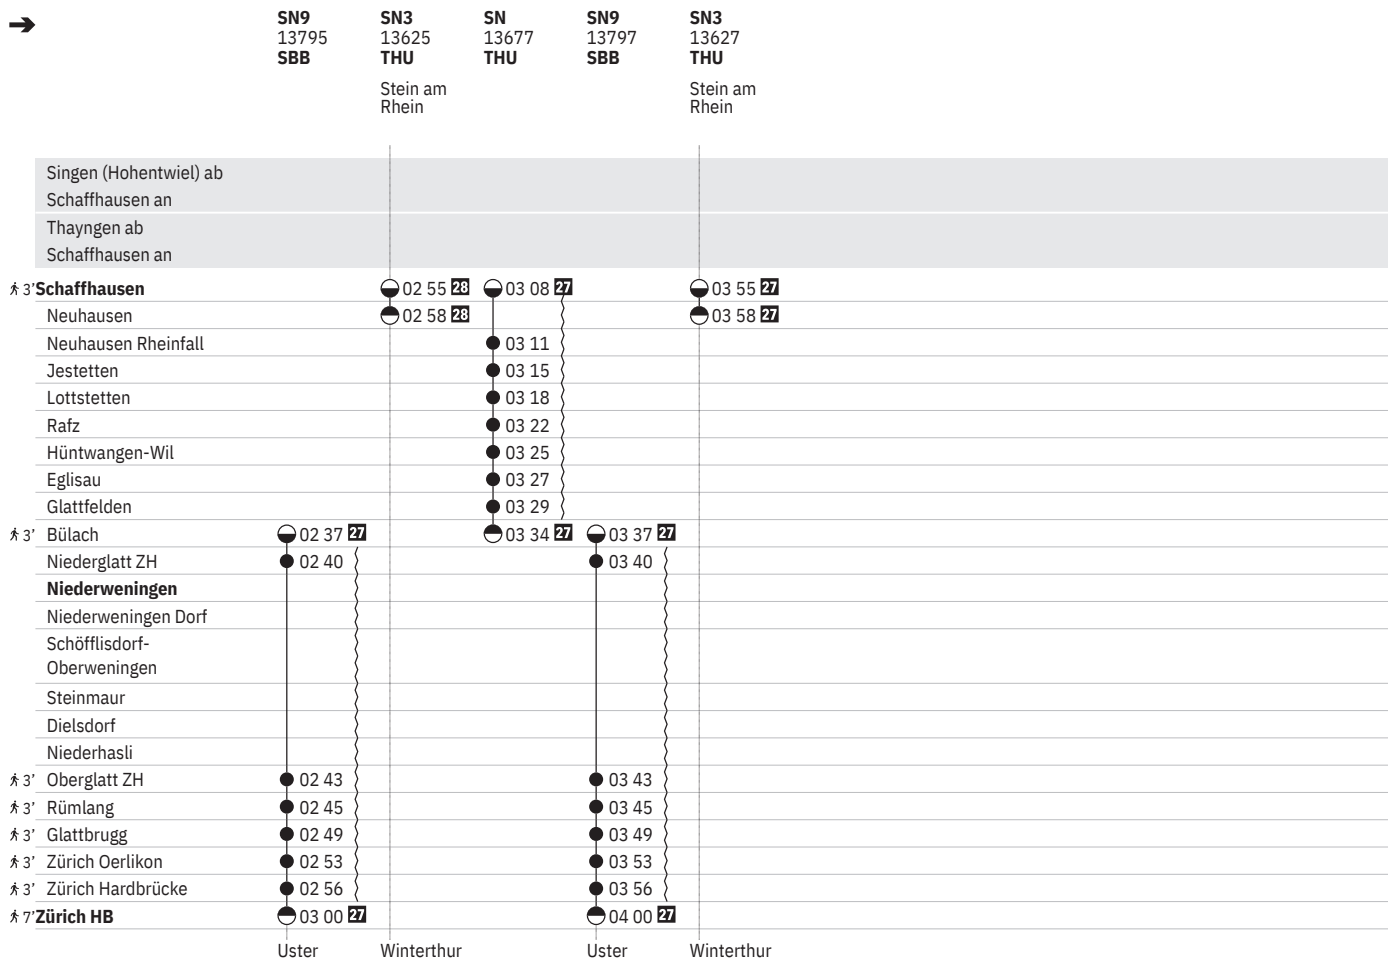 ➔ SN9 SN3 SN SN9 SN3
13795 13625 13677 13797 13627
SBB THU THU SBB THU
Stein am Stein am
Rhein Rhein
Singen (Hohentwiel) ab
Schaffhausen an
Thayngen ab
Schaffhausen an
3' Schaffhausen 02 55 28 03 08 27 03 55 27
Neuhausen 02 58 28 03 58 27
Neuhausen Rheinfall 03 11
Jestetten 03 15
Lottstetten 03 18
Rafz 03 22
Hüntwangen-Wil 03 25
Eglisau 03 27
Glattfelden 03 29
3' Bülach 02 37 27 03 34 27 03 37 27
Niederglatt ZH 02 40 03 40
Niederweningen
Niederweningen Dorf
Schöfflisdorf-
Oberweningen
Steinmaur
Dielsdorf
Niederhasli
3' Oberglatt ZH 02 43 03 43
3' Rümlang 02 45 03 45
3' Glattbrugg 02 49 03 49
3' Zürich Oerlikon 02 53 03 53
3' Zürich Hardbrücke 02 56 03 56
7' Zürich HB 03 00 27 04 00 27
Uster Winterthur Uster Winterthur